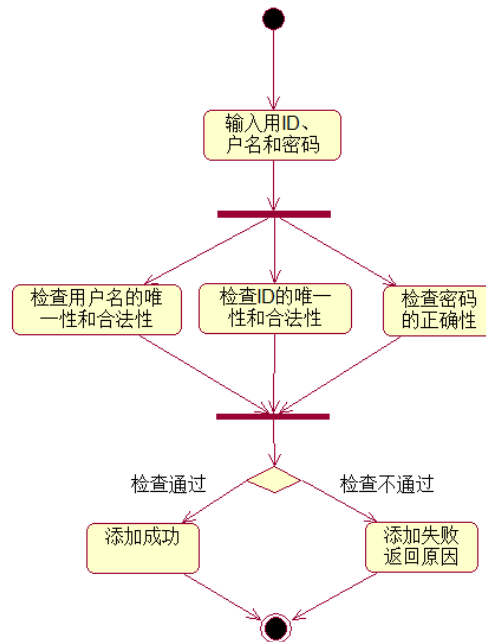 输入用ID、
户名和密码
检查用户名的唯
一性和合法性
检查ID的唯一
性和合法性
检查密码
的正确性
检查通过
检查不通过
添加成功
添加失败
返回原因